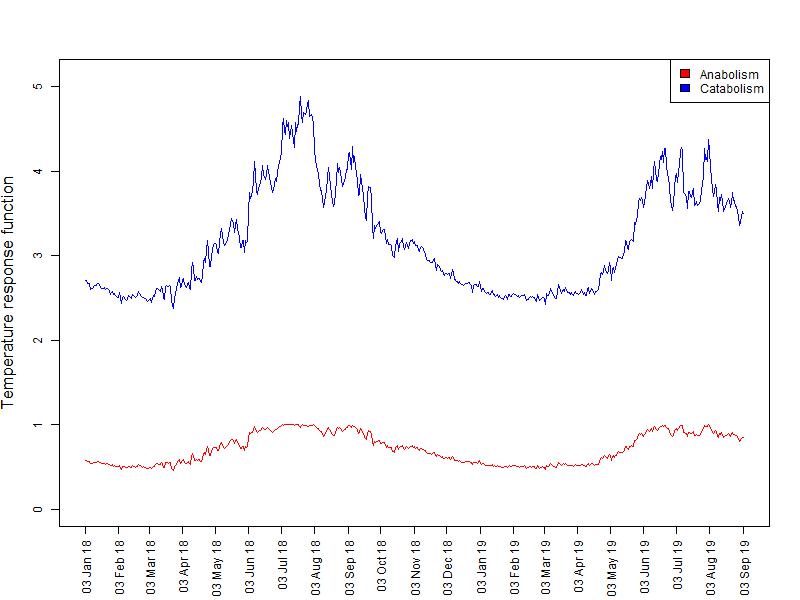 Anabolism
Catabolism
Temperature response function
5
4
3
2
1
0
03 Jan 18
03 Feb 18
03 Mar 18
03 Apr 18
03 May 18
03 Jun 18
03 Jul 18
03 Aug 18
03 Sep 18
03 Oct 18
03 Nov 18
03 Dec 18
03 Jan 19
03 Feb 19
03 Mar 19
03 Apr 19
03 May 19
03 Jun 19
03 Jul 19
03 Aug 19
03 Sep 19